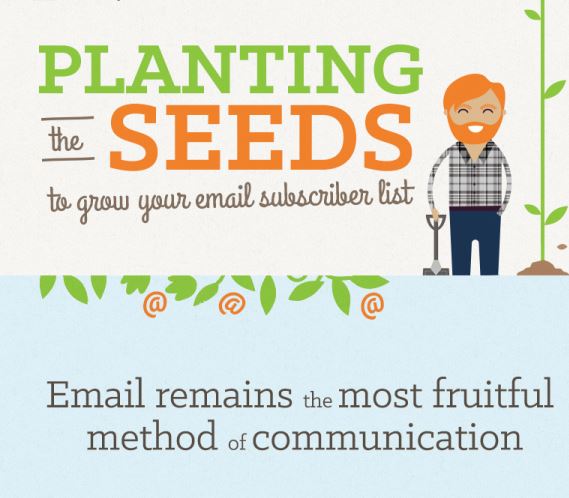 PLANTING
the SEEDS
to grow your email subscriber list
@ @ @
Email remains the most fruitful
method of communication